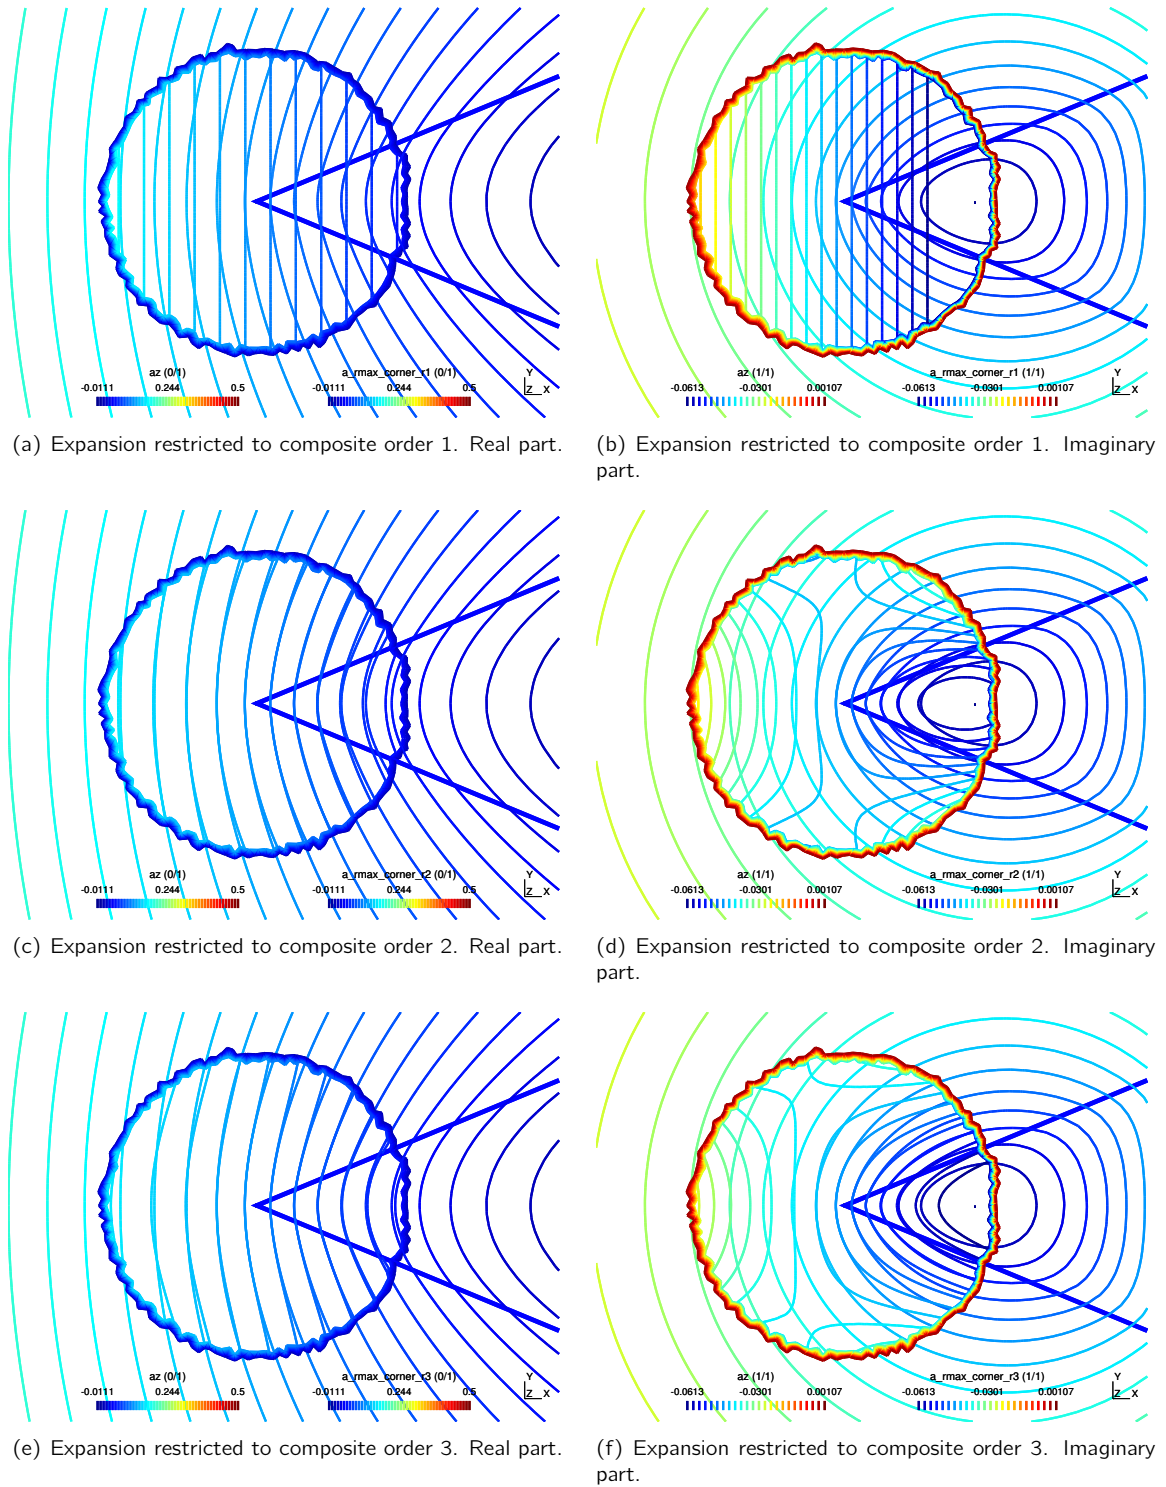 az (0/1)
-0.0111 0.244 0.5
a_rmax_corner_r1 (0/1)
-0.0111 0.244 0.5
Y
Z X
az (1/1)
-0.0613 -0.0301 0.00107
a_rmax_corner_r1 (1/1)
-0.0613 -0.0301 0.00107
Y
Z X
(a) Expansion restricted to composite order 1. Real part.
(b) Expansion restricted to composite order 1. Imaginary
part.
az (0/1)
-0.0111 0.244 0.5
a_rmax_corner_r2 (0/1)
-0.0111 0.244 0.5
Y
Z X
az (1/1)
-0.0613 -0.0301 0.00107
a_rmax_corner_r2 (1/1)
-0.0613 -0.0301 0.00107
Y
Z X
(c) Expansion restricted to composite order 2. Real part.
(d) Expansion restricted to composite order 2. Imaginary
part.
az (0/1)
-0.0111 0.244 0.5
a_rmax_corner_r3 (0/1)
-0.0111 0.244 0.5
Y
Z X
az (1/1)
-0.0613 -0.0301 0.00107
a_rmax_corner_r3 (1/1)
-0.0613 -0.0301 0.00107
Y
Z X
(e) Expansion restricted to composite order 3. Real part.
(f) Expansion restricted to composite order 3. Imaginary
part.